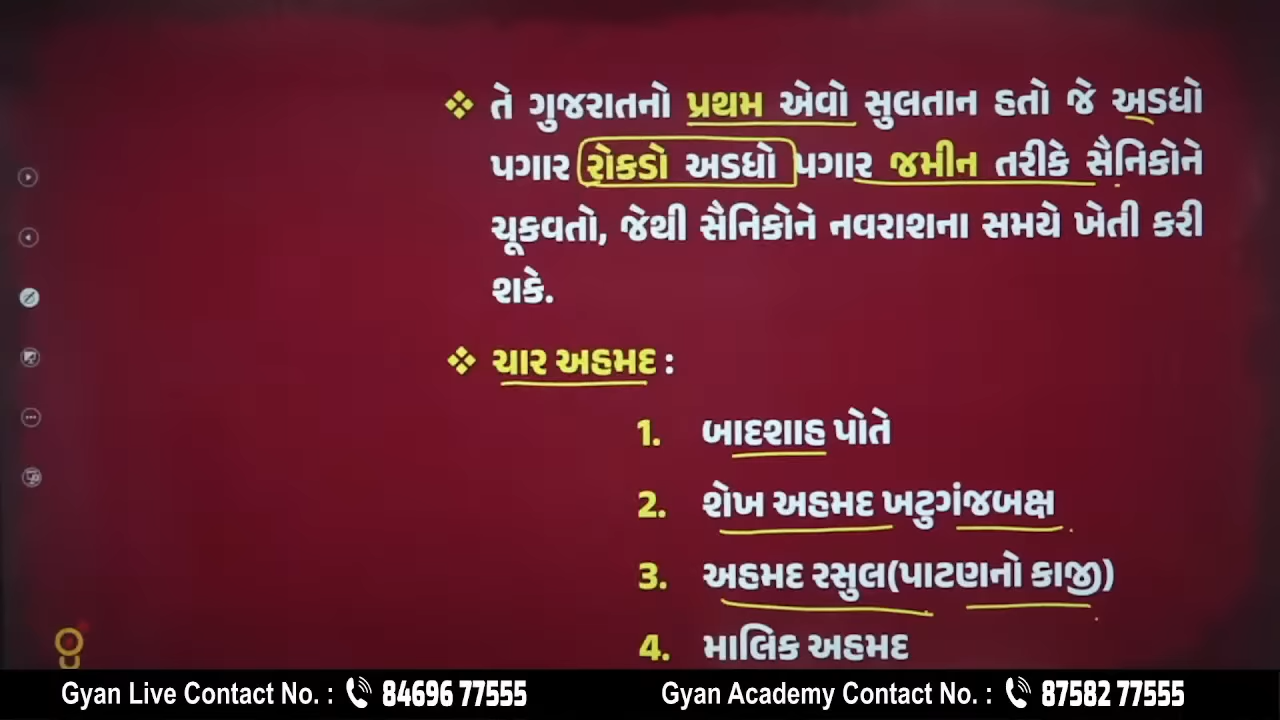 ❖ તે ગુજરાતનો પ્રથમ એવો સુલતાન હતો જે અડધો
પગાર રોકડો અડધો પગાર જમીન તરીકે સૈનિકોને
ચૂકવતો, જેથી સૈનિકોને નવરાશના સમયે ખેતી કરી
શકે.
❖ ચાર અહમદ :
1. બાદશાહ પોતે
2. શેખ અહમદ ખટુગંજબક્ષ
3. અહમદ રસુલ(પાટણનો કાજી)
4. માલિક અહમદ
Gyan Live Contact No. : 84696 77555
Gyan Academy Contact No. : 87582 77555